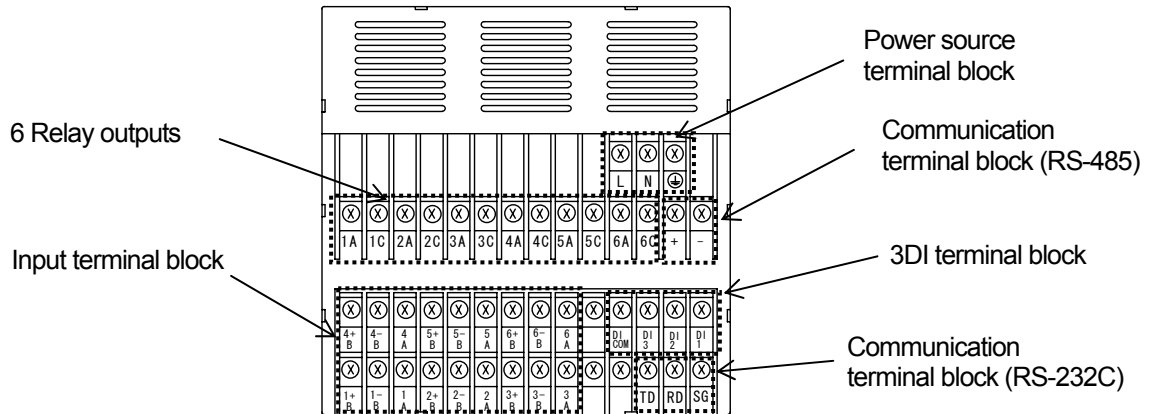 Power source
terminal block
6 Relay outputs
Communication
terminal block (RS-485)
L N
1A 1C 2A 2C 3A 3C 4A 4C 5A 5C 6A 6C + -
Input terminal block
3DI terminal block
4+ 4- 4 5+ 5- 5 6+ 6- 6 DI DI DI DI
B B A B B A B B A COM 3 2 1
Communication
terminal block (RS-232C)
TD RD SG
1+ 1- 1 2+ 2- 2 3+ 3- 3
B B A B B A B B A